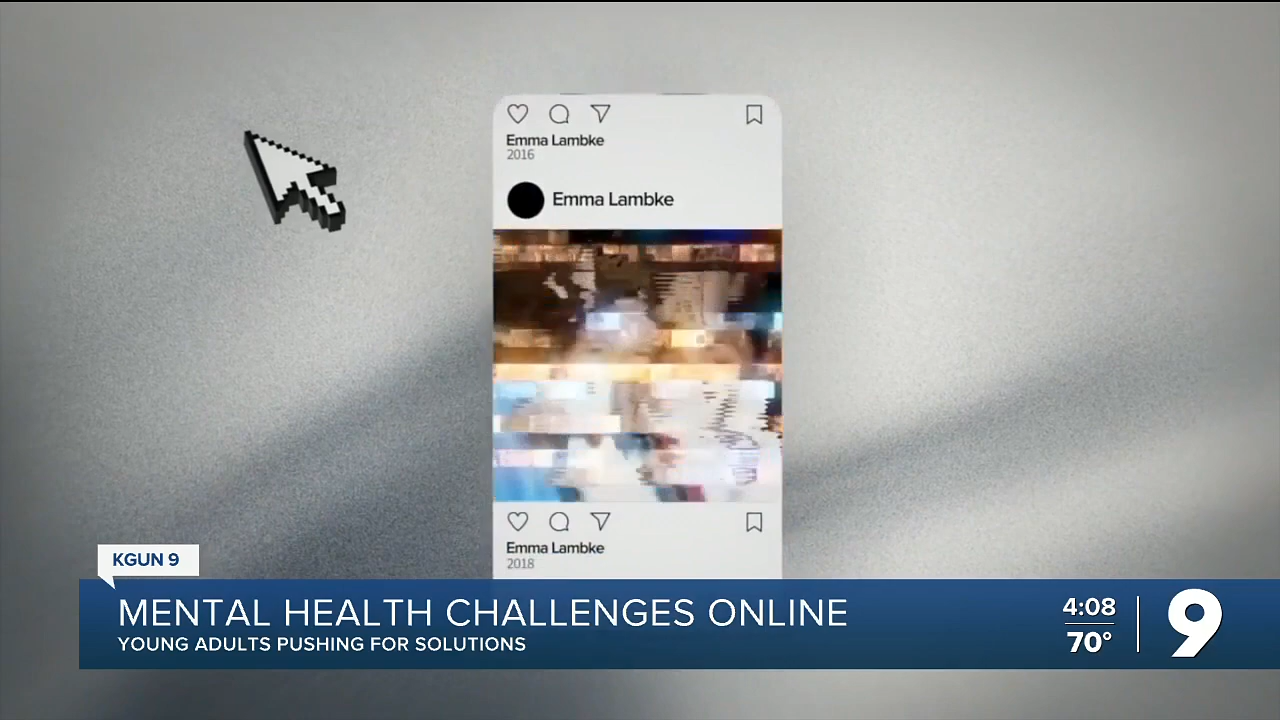 Emma Lambke
2016
Emma Lambke
Emma Lambke
2018
KGUN 9
MENTAL HEALTH CHALLENGES ONLINE
YOUNG ADULTS PUSHING FOR SOLUTIONS
4:08
70°
9